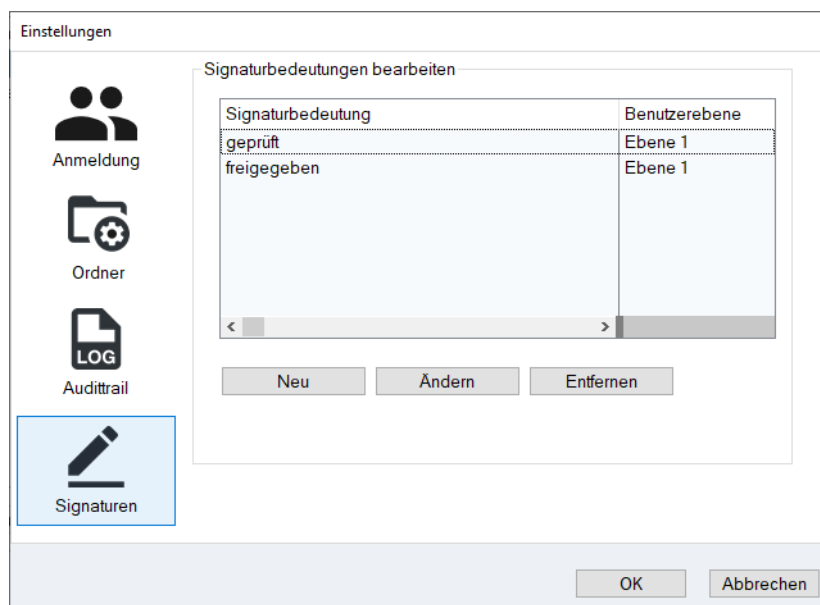 Einstellungen
Signaturbedeutungen bearbeiten
Signaturbedeutung Benutzerebene
geprüft Ebene 1
freigegeben Ebene 1
Anmeldung
Ordner
LOG
Audittrail
Signaturen
Neu Ändern Entfernen
OK Abbrechen